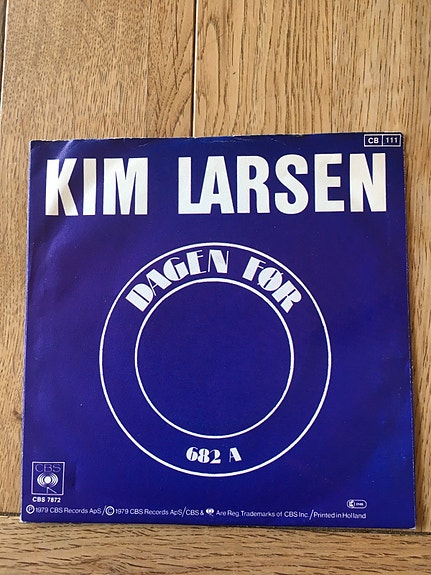 CB 111
KIM LARSEN
DAGEN FØR
682 A
CBS
CBS 7872
Ⓟ 1979 CBS Records ApS / © 1979 CBS Records ApS / CBS & Are Reg. Trademarks of CBS Inc. / Printed in Holland